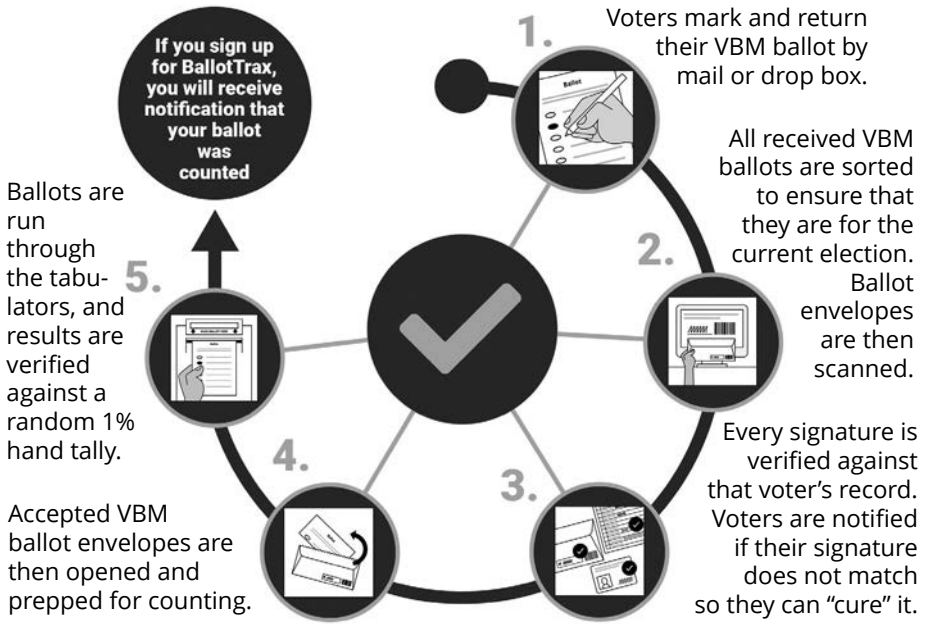 1.
Voters mark and return
their VBM ballot by
mail or drop box.
Ballot
2.
All received VBM
ballots are sorted
to ensure that
they are for the
current election.
Ballot
envelopes
are then
scanned.
3.
Every signature is
verified against
that voter’s record.
Voters are notified
if their signature
does not match
so they can “cure” it.
4.
Accepted VBM
ballot envelopes are
then opened and
prepped for counting.
5.
Ballots are
run
through
the tabu-
lators, and
results are
verified
against a
random 1%
hand tally.
If you sign up
for BallotTrax,
you will receive
notification that
your ballot
was
counted